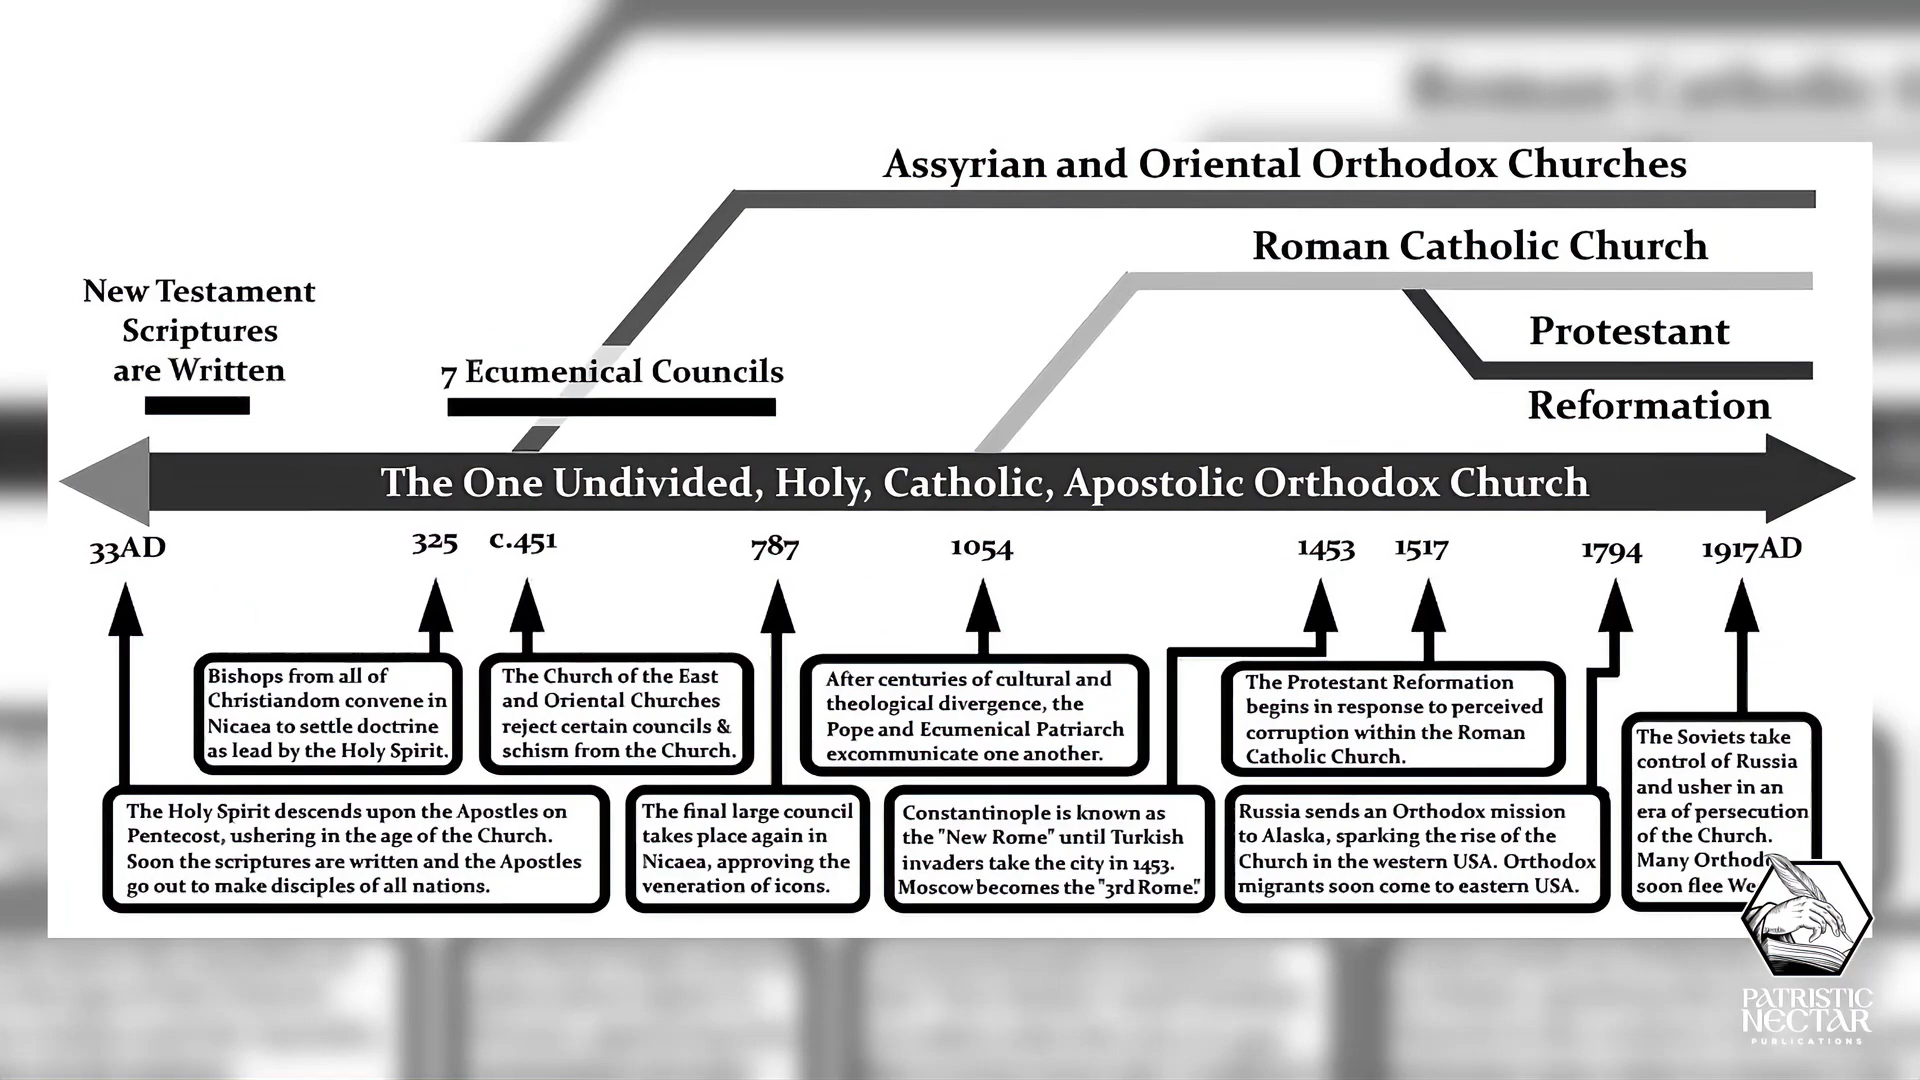 Assyrian and Oriental Orthodox Churches
Roman Catholic Church
New Testament
Scriptures
are Written
7 Ecumenical Councils
Protestant
Reformation
The One Undivided, Holy, Catholic, Apostolic Orthodox Church
33AD
325
c.451
787
1054
1453
1517
1794
1917AD
Bishops from all of
Christiandom convene in
Nicaea to settle doctrine
as lead by the Holy Spirit.
The Church of the East
and Oriental Churches
reject certain councils &
schism from the Church.
After centuries of cultural and
theological divergence, the
Pope and Ecumenical Patriarch
excommunicate one another.
The Protestant Reformation
begins in response to perceived
corruption within the Roman
Catholic Church.
The Holy Spirit descends upon the Apostles on
Pentecost, ushering in the age of the Church.
Soon the scriptures are written and the Apostles
go out to make disciples of all nations.
The final large council
takes place again in
Nicaea, approving the
veneration of icons.
Constantinople is known as
the "New Rome" until Turkish
invaders take the city in 1453.
Moscow becomes the "3rd Rome."
Russia sends an Orthodox mission
to Alaska, sparking the rise of the
Church in the western USA. Orthodox
migrants soon come to eastern USA.
The Soviets take
control of Russia
and usher in an
era of persecution
of the Church.
Many
soon flee
PATRISTIC
NECTAR
PUBLICATIONS